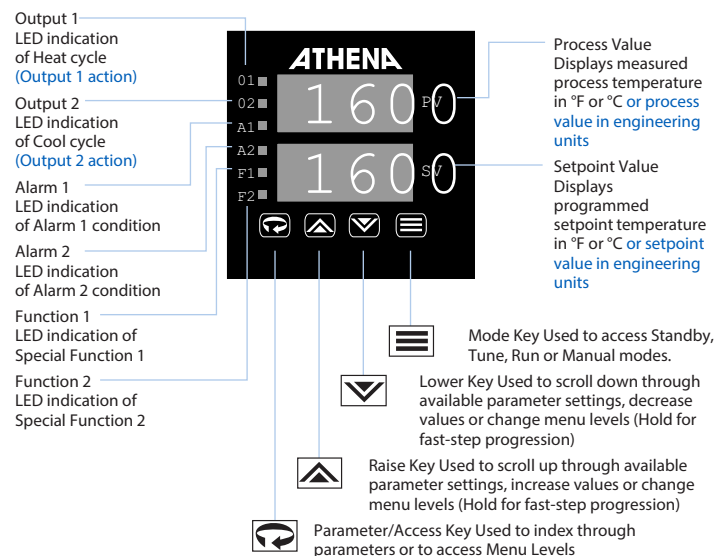 Output 1
LED indication
of Heat cycle
(Output 1 action)
Output 2
LED indication
of Cool cycle
(Output 2 action)
Alarm 1
LED indication
of Alarm 1 condition
Alarm 2
LED indication
of Alarm 2 condition
Function 1
LED indication of
Special Function 1
Function 2
LED indication of
Special Function 2
ATHENA
01
02
A1
A2
F1
F2
1600
PV
1600
SV
Process Value
Displays measured
process temperature
in °F or °C or process
value in engineering
units
Setpoint Value
Displays
programmed
setpoint temperature
in °F or °C or setpoint
value in engineering
units
Mode Key Used to access Standby,
Tune, Run or Manual modes.
Lower Key Used to scroll down through
available parameter settings, decrease
values or change menu levels (Hold for
fast-step progression)
Raise Key Used to scroll up through available
parameter settings, increase values or change
menu levels (Hold for fast-step progression)
Parameter/Access Key Used to index through
parameters or to access Menu Levels